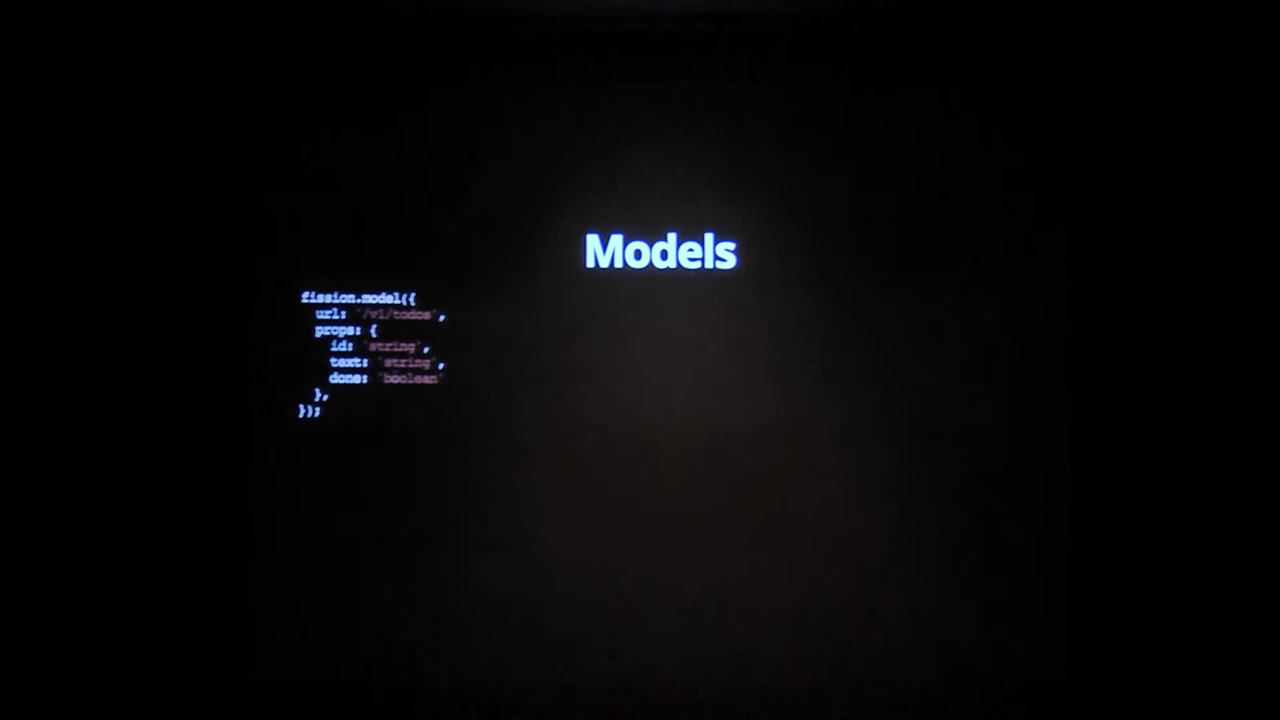 Models
fission.model({
url: '/v1/todos',
props: {
id: 'string',
text: 'string',
done: 'boolean'
},
});